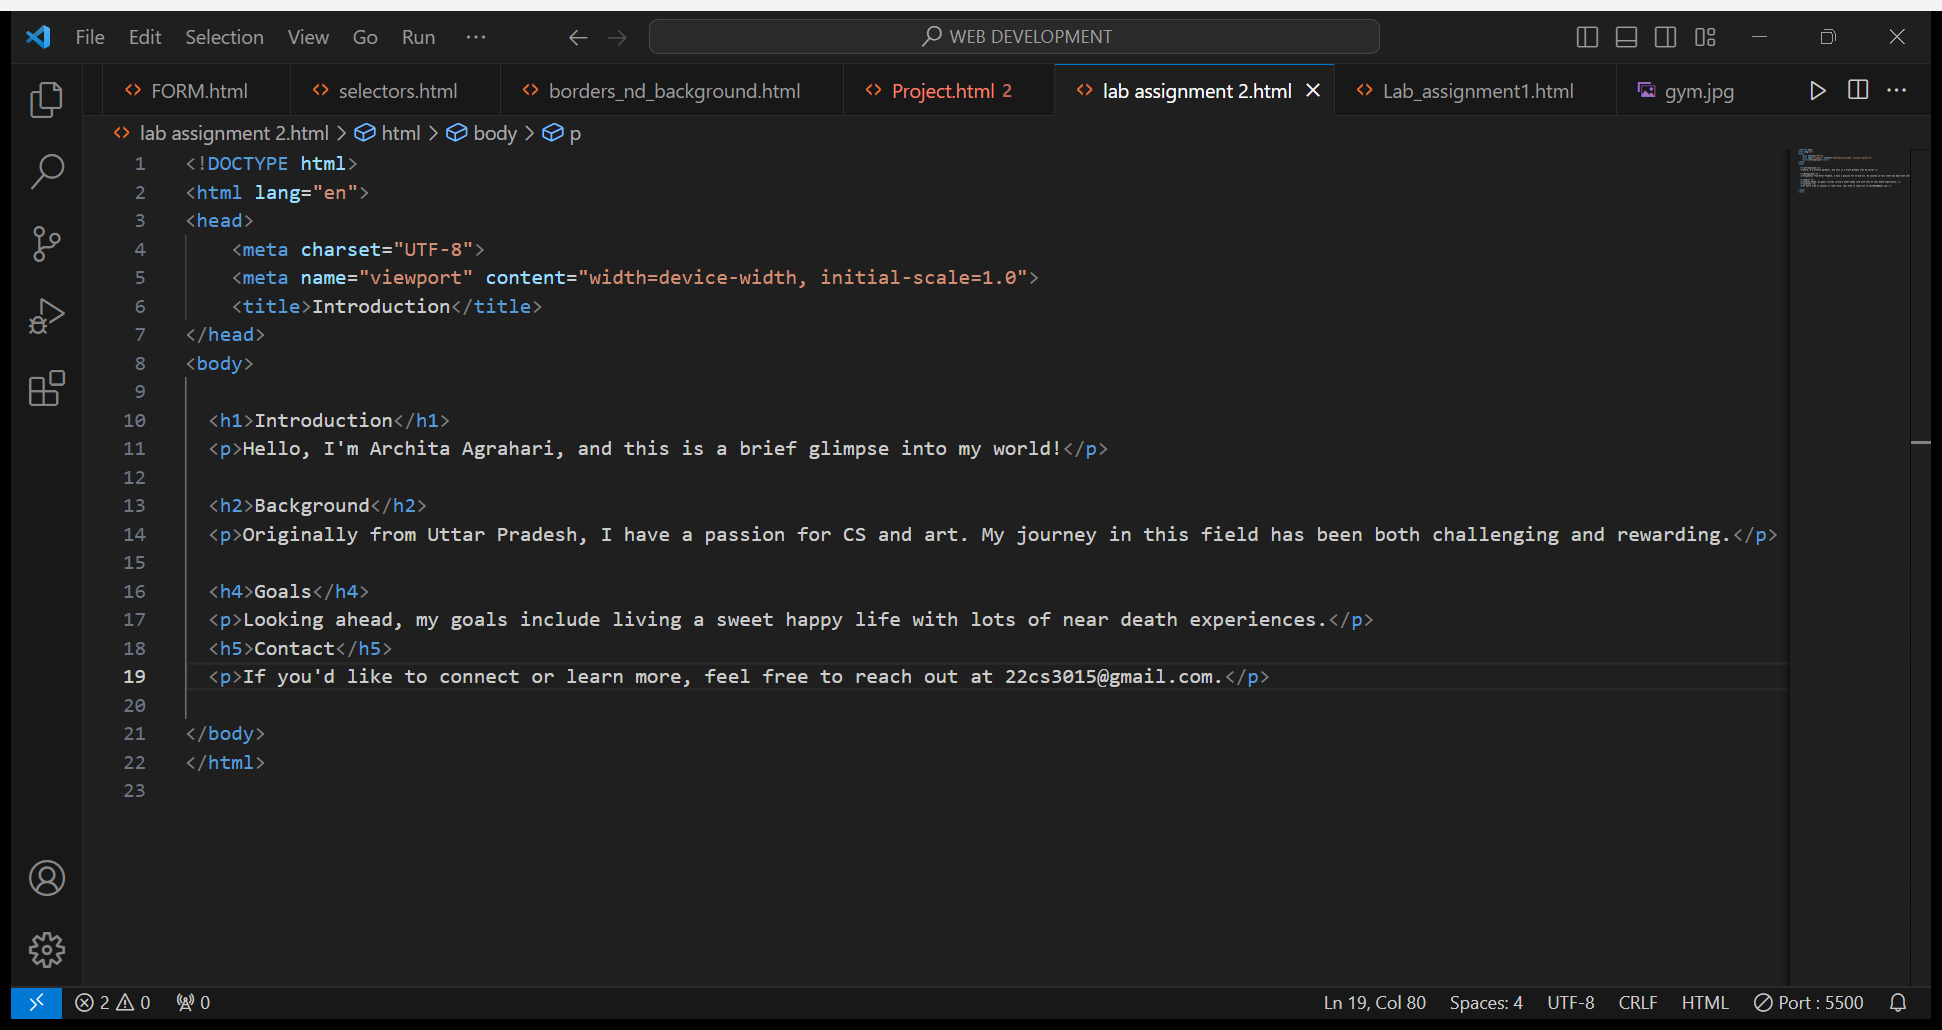 File Edit Selection View Go Run ··· WEB DEVELOPMENT
FORM.html selectors.html borders_nd_background.html Project.html 2 lab assignment 2.html Lab_assignment1.html gym.jpg
lab assignment 2.html > html > body > p
1 <!DOCTYPE html>
2 <html lang="en">
3 <head>
4 <meta charset="UTF-8">
5 <meta name="viewport" content="width=device-width, initial-scale=1.0">
6 <title>Introduction</title>
7 </head>
8 <body>
9
10 <h1>Introduction</h1>
11 <p>Hello, I'm Archita Agrahari, and this is a brief glimpse into my world!</p>
12
13 <h2>Background</h2>
14 <p>Originally from Uttar Pradesh, I have a passion for CS and art. My journey in this field has been both challenging and rewarding.</p>
15
16 <h4>Goals</h4>
17 <p>Looking ahead, my goals include living a sweet happy life with lots of near death experiences.</p>
18 <h5>Contact</h5>
19 <p>If you'd like to connect or learn more, feel free to reach out at 22cs3015@gmail.com.</p>
20
21 </body>
22 </html>
23
2 0 0 Ln 19, Col 80 Spaces: 4 UTF-8 CRLF HTML Port : 5500